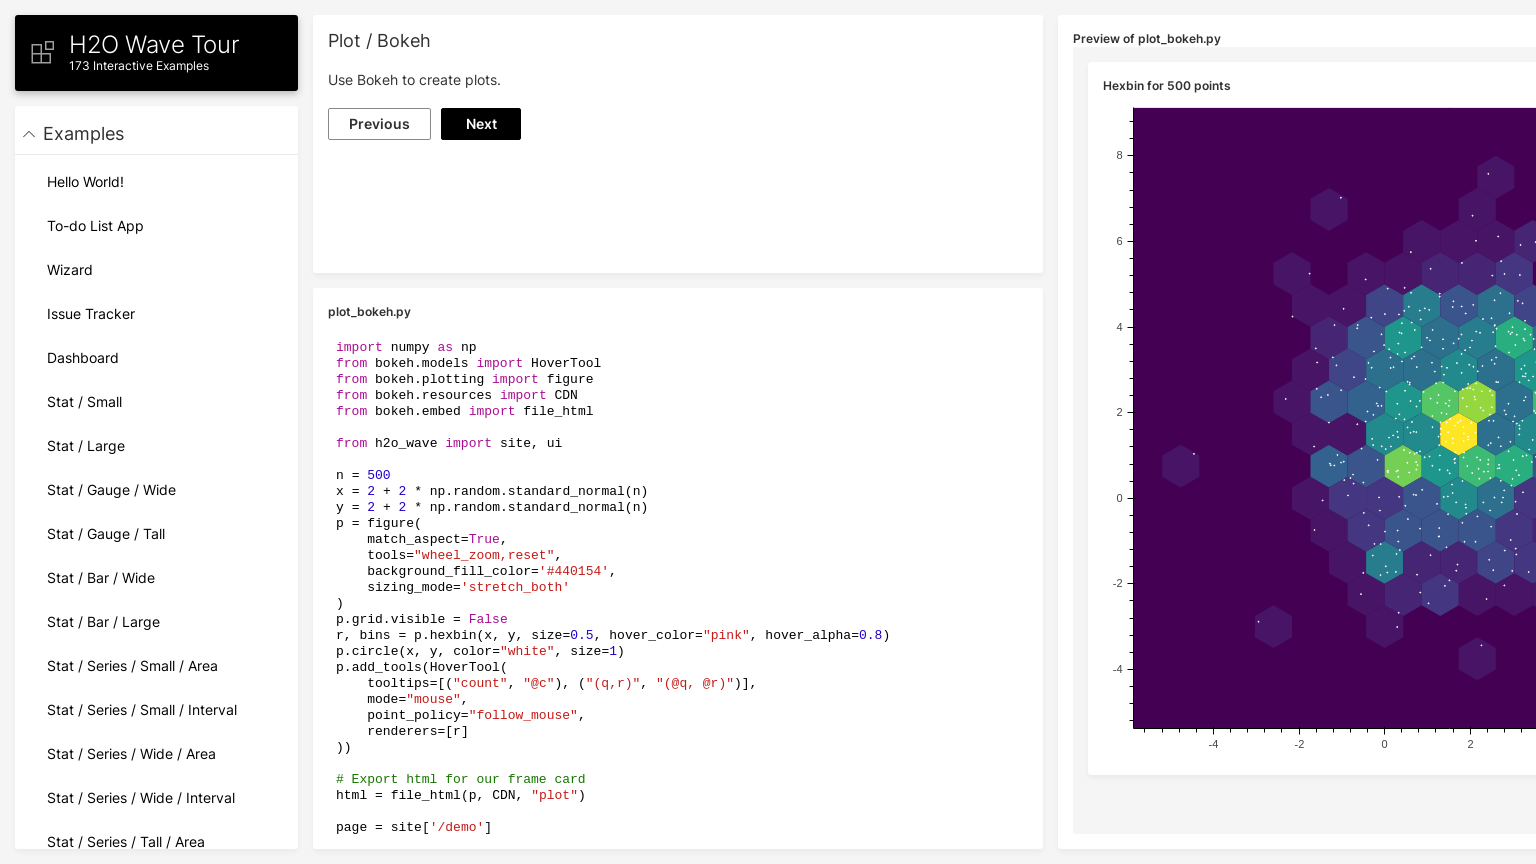 H2O Wave Tour
173 Interactive Examples
Examples
Hello World!
To-do List App
Wizard
Issue Tracker
Dashboard
Stat / Small
Stat / Large
Stat / Gauge / Wide
Stat / Gauge / Tall
Stat / Bar / Wide
Stat / Bar / Large
Stat / Series / Small / Area
Stat / Series / Small / Interval
Stat / Series / Wide / Area
Stat / Series / Wide / Interval
Stat / Series / Tall / Area
Plot / Bokeh
Use Bokeh to create plots.
Previous
Next
plot_bokeh.py
import numpy as np
from bokeh.models import HoverTool
from bokeh.plotting import figure
from bokeh.resources import CDN
from bokeh.embed import file_html
from h2o_wave import site, ui
n = 500
x = 2 + 2 * np.random.standard_normal(n)
y = 2 + 2 * np.random.standard_normal(n)
p = figure(
    match_aspect=True,
    tools="wheel_zoom,reset",
    background_fill_color='#440154',
    sizing_mode='stretch_both'
)
p.grid.visible = False
r, bins = p.hexbin(x, y, size=0.5, hover_color="pink", hover_alpha=0.8)
p.circle(x, y, color="white", size=1)
p.add_tools(HoverTool(
    tooltips=[("count", "@c"), ("(q,r)", "(@q, @r)")],
    mode="mouse",
    point_policy="follow_mouse",
    renderers=[r]
))
# Export html for our frame card
html = file_html(p, CDN, "plot")
page = site['/demo']
Preview of plot_bokeh.py
Hexbin for 500 points
8
6
4
2
0
-2
-4
-4
-2
0
2